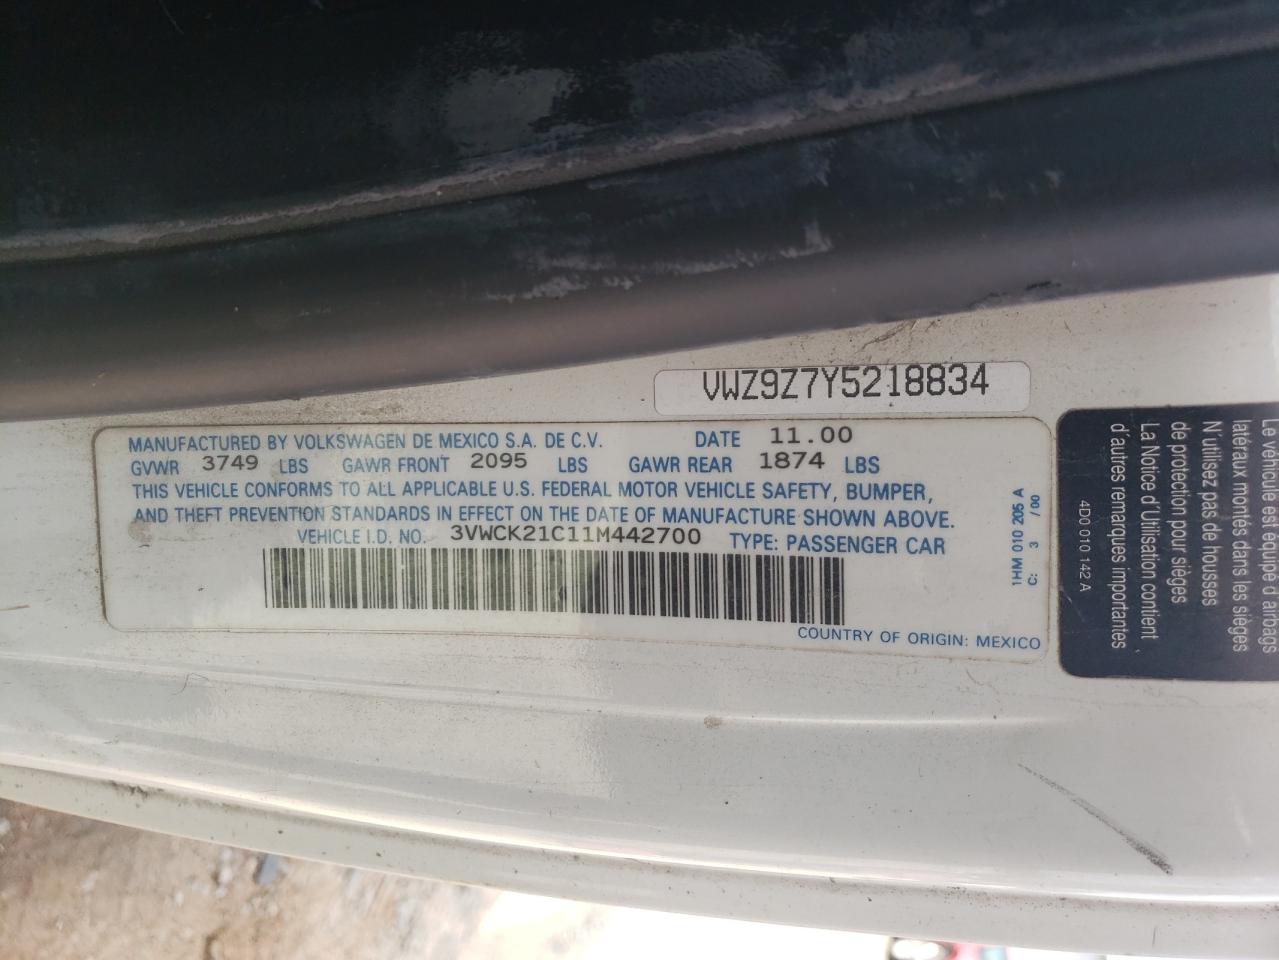 VWZ9Z7Y5218834
MANUFACTURED BY VOLKSWAGEN DE MEXICO S.A. DE C.V. DATE 11.00
GVWR 3749 LBS GAWR FRONT 2095 LBS GAWR REAR 1874 LBS
THIS VEHICLE CONFORMS TO ALL APPLICABLE U.S. FEDERAL MOTOR VEHICLE SAFETY, BUMPER,
AND THEFT PREVENTION STANDARDS IN EFFECT ON THE DATE OF MANUFACTURE SHOWN ABOVE.
VEHICLE I.D. NO. 3VWCK21C11M442700 TYPE: PASSENGER CAR
COUNTRY OF ORIGIN: MEXICO
1HM 010 205 A
C: 3 /00
Le véhicule est équipé d'airbags
latéraux montés dans les sièges
N'utilisez pas de housses
de protection pour sièges
La Notice d'Utilisation contient
d'autres remarques importantes
4D0 010 142 A